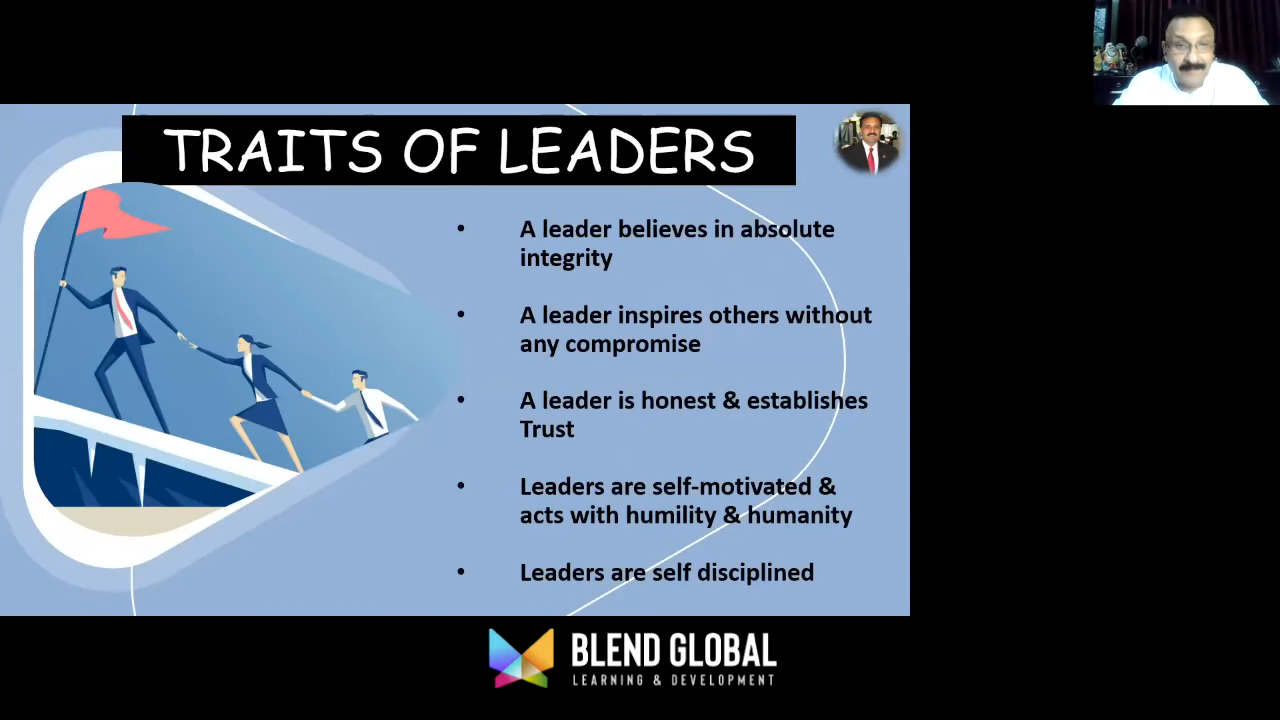 TRAITS OF LEADERS
• A leader believes in absolute
integrity
• A leader inspires others without
any compromise
• A leader is honest & establishes
Trust
• Leaders are self-motivated &
acts with humility & humanity
• Leaders are self disciplined
BLEND GLOBAL
LEARNING & DEVELOPMENT